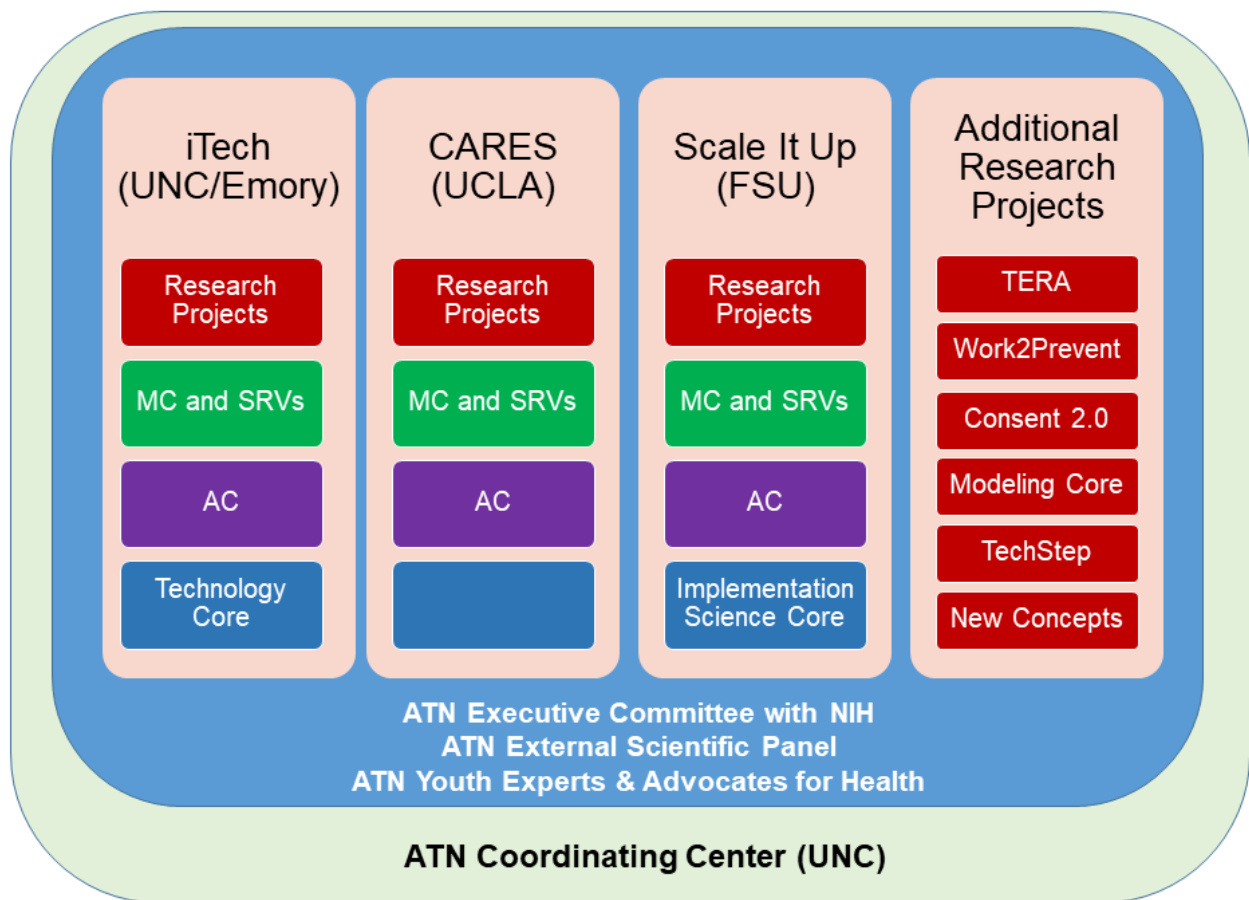 iTech
(UNC/Emory)
Research
Projects
MC and SRVs
AC
Technology
Core
CARES
(UCLA)
Research
Projects
MC and SRVs
AC
Scale It Up
(FSU)
Research
Projects
MC and SRVs
AC
Implementation
Science Core
Additional
Research
Projects
TERA
Work2Prevent
Consent 2.0
Modeling Core
TechStep
New Concepts
ATN Executive Committee with NIH
ATN External Scientific Panel
ATN Youth Experts & Advocates for Health
ATN Coordinating Center (UNC)